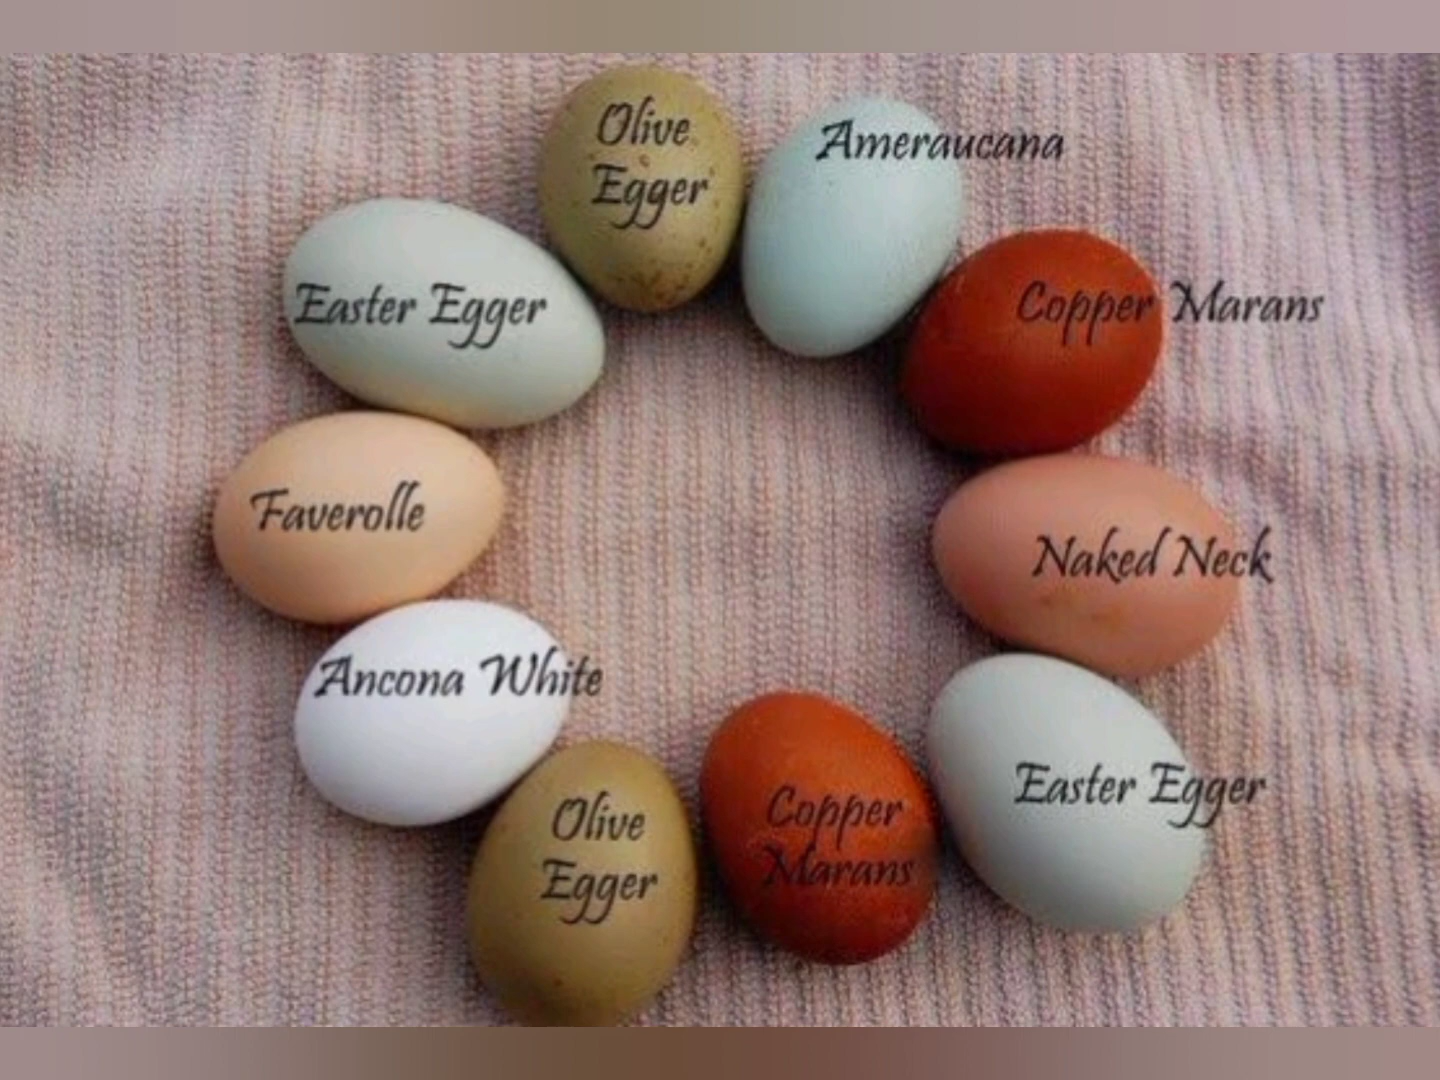 Olive
Egger
Ameraucana
Easter Egger
Copper Marans
Faverolle
Naked Neck
Ancona White
Easter Egger
Olive
Egger
Copper
Marans